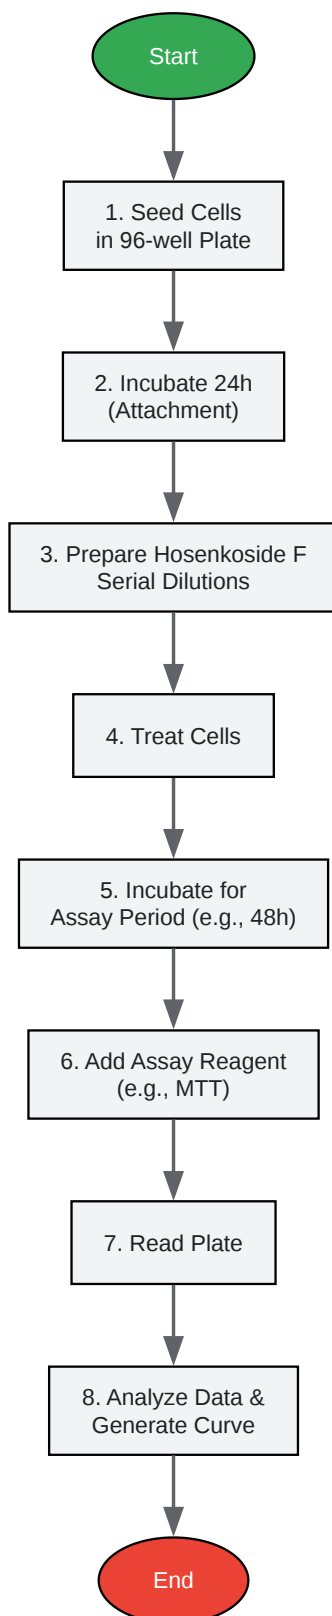 Start
1. Seed Cells
in 96-well Plate
2. Incubate 24h
(Attachment)
3. Prepare Hosenkoside F
Serial Dilutions
4. Treat Cells
5. Incubate for
Assay Period (e.g., 48h)
6. Add Assay Reagent
(e.g., MTT)
7. Read Plate
8. Analyze Data &
Generate Curve
End